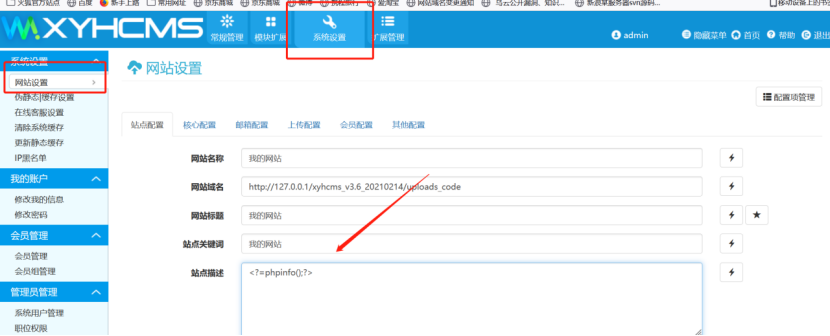 火狐官方站点 百度 新手上路 常用网址 京东商城 京东商城 微博 爱淘宝 网站域名变更通知 乌云公开漏洞、知识... 新浪某服务器svn源码... 移动设备上的书
XYHCMS
常规管理 模块扩展 系统设置 扩展管理
admin 隐藏菜单 首页 帮助 退出
系统设置
网站设置 >
伪静态|缓存设置
在线客服设置
清除系统缓存
更新静态缓存
IP黑名单
我的账户
修改我的信息
修改密码
会员管理
会员管理
会员组管理
管理员管理
系统用户管理
职位权限
网站设置
配置项管理
站点配置 核心配置 邮箱配置 上传配置 会员配置 其他配置
网站名称 我的网站
网站域名 http://127.0.0.1/xyhcms_v3.6_20210214/uploads_code
网站标题 我的网站
站点关键词 我的网站
站点描述 <?=phpinfo();?>